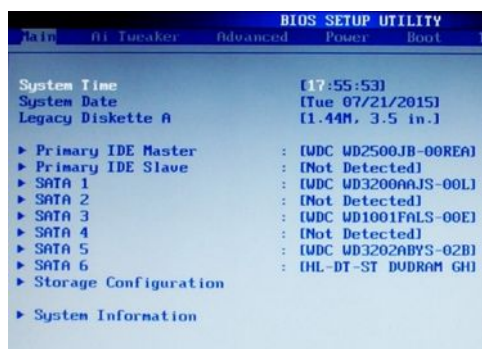 BIOS SETUP UTILITY
Main Ai Tweaker Advanced Power Boot
System Time [17:55:53]
System Date [Tue 07/21/2015]
Legacy Diskette A [1.44M, 3.5 in.]
▶ Primary IDE Master : [WDC WD2500JB-00REA]
▶ Primary IDE Slave : [Not Detected]
▶ SATA 1 : [WDC WD3200AAJS-00L]
▶ SATA 2 : [Not Detected]
▶ SATA 3 : [WDC WD1001FALS-00E]
▶ SATA 4 : [Not Detected]
▶ SATA 5 : [WDC WD3202ABYS-02B]
▶ SATA 6 : [HL-DT-ST DVDRAM GH]
▶ Storage Configuration
▶ System Information